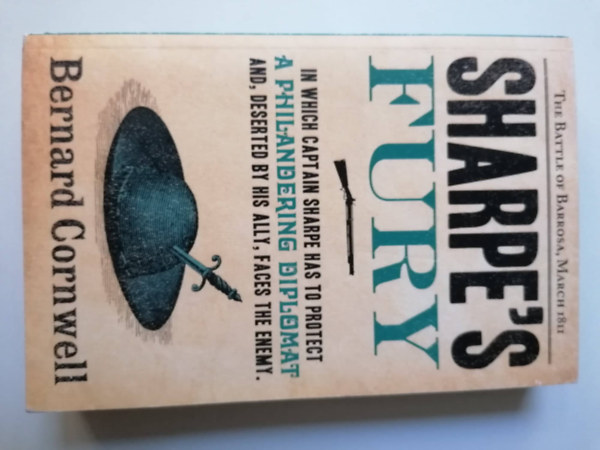 THE BATTLE OF BARROSA, MARCH 1811
SHARPE'S
FURY
IN WHICH CAPTAIN SHARPE HAS TO PROTECT
A PHILANDERING DIPLOMAT
AND, DESERTED BY HIS ALLY, FACES THE ENEMY.
Bernard Cornwell